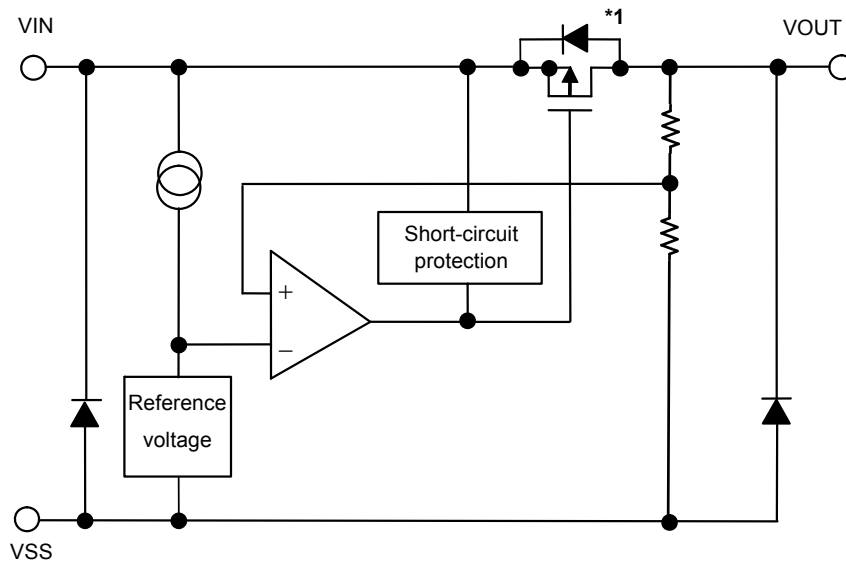 *1
VIN
VOUT
Short-circuit
protection
+
−
Reference
voltage
VSS